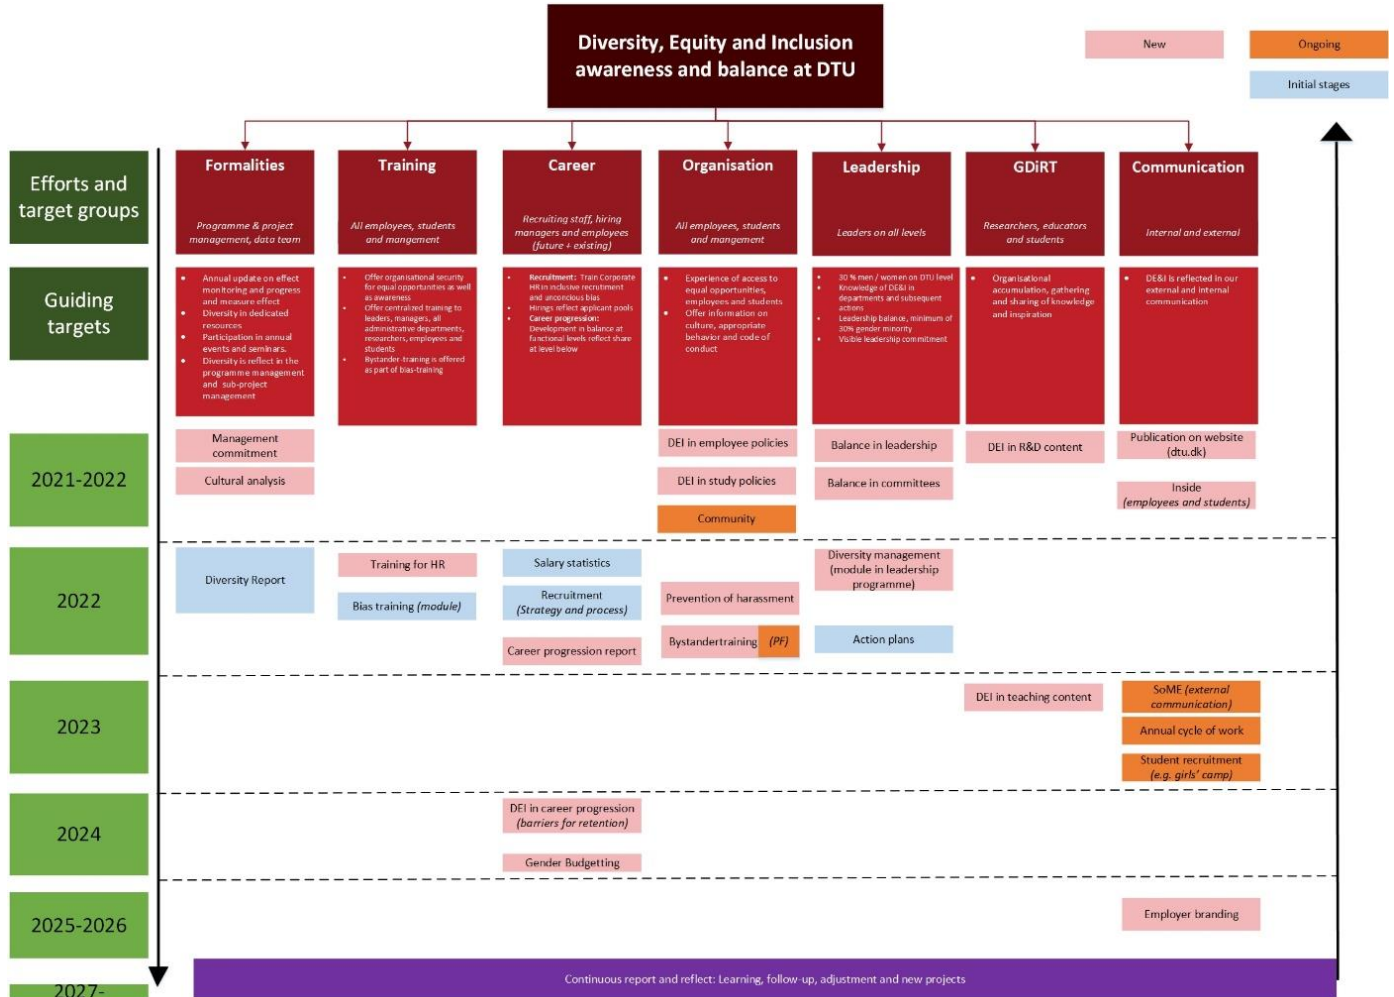 Diversity, Equity and Inclusion
awareness and balance at DTU
New
Ongoing
Initial stages
Efforts and
target groups
Formalities
Programme & project
management, data team
Training
All employees, students
and mangement
Career
Recruiting staff, hiring
managers and employees
(future + existing)
Organisation
All employees, students
and mangement
Leadership
Leaders on all levels
GDiRT
Researchers, educators
and students
Communication
Internal and external
Guiding
targets
• Annual update on effect
monitoring and progress
and measure effect
• Diversity in dedicated
resources
• Participation in annual
events and seminars.
• Diversity is reflect in the
programme management
and sub-project
management
• Offer organisational security
for equal opportunities as well
as awareness
• Offer centralized training to
leaders, managers, all
administrative departments,
researchers, employees and
students
• Bystander-training is offered
as part of bias-training
• Recruitment: Train Corporate
HR in inclusive recruitment
and unconcious bias
• Hirings reflect applicant pools
• Career progression:
Development in balance at
functional levels reflect share
at level below
• Experience of access to
equal opportunities,
employees and students
• Offer information on
culture, appropriate
behavior and code of
conduct
• 30 % men / women on DTU level
• Knowledge of DE&I in
departments and subsequent
actions
• Leadership balance, minimum of
30% gender minority
• Visible leadership commitment
• Organisational
accumulation, gathering
and sharing of knowledge
and inspiration
• DE&I is reflected in our
external and internal
communication
2021-2022
Management
commitment
Cultural analysis
DEI in employee policies
DEI in study policies
Community
Balance in leadership
Balance in committees
DEI in R&D content
Publication on website
(dtu.dk)
Inside
(employees and students)
2022
Diversity Report
Training for HR
Bias training (module)
Salary statistics
Recruitment
(Strategy and process)
Career progression report
Prevention of harassment
Bystandertraining (PF)
Diversity management
(module in leadership
programme)
Action plans
2023
DEI in teaching content
SoME (external
communication)
Annual cycle of work
Student recruitment
(e.g. girls' camp)
2024
DEI in career progression
(barriers for retention)
Gender Budgetting
2025-2026
Employer branding
2027-
Continuous report and reflect: Learning, follow-up, adjustment and new projects